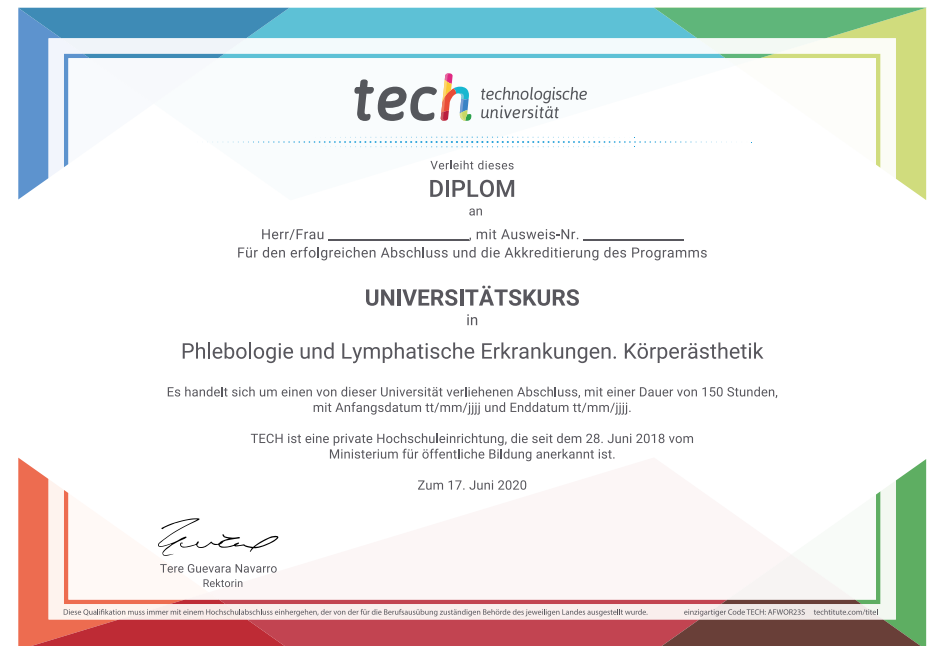 tech technologische
universität
Verleiht dieses
DIPLOM
an
Herr/Frau ____________________, mit Ausweis-Nr. ______________
Für den erfolgreichen Abschluss und die Akkreditierung des Programms
UNIVERSITÄTSKURS
in
Phlebologie und Lymphatische Erkrankungen. Körperästhetik
Es handelt sich um einen von dieser Universität verliehenen Abschluss, mit einer Dauer von 150 Stunden,
mit Anfangsdatum tt/mm/jjjj und Enddatum tt/mm/jjjj.
TECH ist eine private Hochschuleinrichtung, die seit dem 28. Juni 2018 vom
Ministerium für öffentliche Bildung anerkannt ist.
Zum 17. Juni 2020
Tere Guevara Navarro
Rektorin
Diese Qualifikation muss immer mit einem Hochschulabschluss einhergehen, der von der für die Berufsausübung zuständigen Behörde des jeweiligen Landes ausgestellt wurde. einzigartiger Code TECH: AFWOR23S techtitute.com/titel